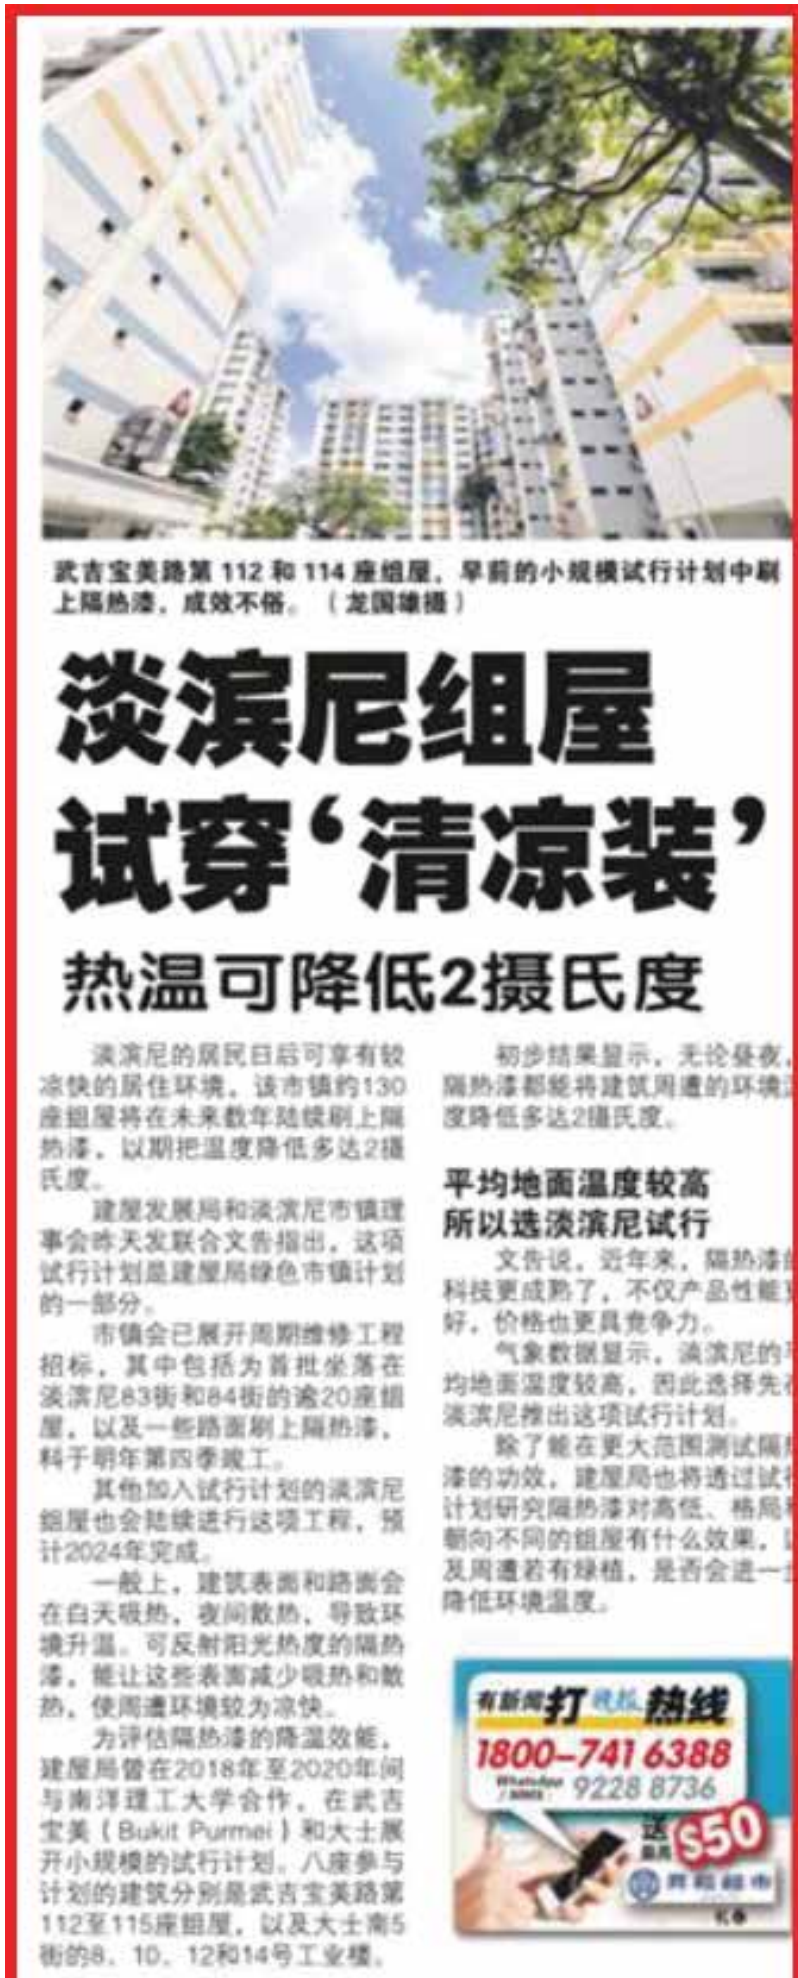 武吉宝美路第 112 和 114 座组屋，早前的小规模试行计划中刷
上隔热漆，成效不俗。（龙国雄摄）
淡滨尼组屋
试穿‘清凉装’
热温可降低2摄氏度
淡滨尼的居民日后可享有较
凉快的居住环境，该市镇约130
座组屋将在未来数年陆续刷上隔
热漆，以期把温度降低多达2摄
氏度。
建屋发展局和淡滨尼市镇理
事会昨天发联合文告指出，这项
试行计划是建屋局绿色市镇计划
的一部分。
市镇会已展开周期维修工程
招标，其中包括为首批坐落在
淡滨尼83街和84街的逾20座组
屋，以及一些路面刷上隔热漆，
料于明年第四季竣工。
其他加入试行计划的淡滨尼
组屋也会陆续进行这项工程，预
计2024年完成。
一般上，建筑表面和路面会
在白天吸热，夜间散热，导致环
境升温。可反射阳光热度的隔热
漆，能让这些表面减少吸热和散
热，使周遭环境较为凉快。
为评估隔热漆的降温效能，
建屋局曾在2018年至2020年间
与南洋理工大学合作，在武吉
宝美（Bukit Purmei）和大士展
开小规模的试行计划。八座参与
计划的建筑分别是武吉宝美路第
112至115座组屋，以及大士南5
街的8、10、12和14号工业楼。
初步结果显示，无论昼夜，
隔热漆都能将建筑周遭的环境温
度降低多达2摄氏度。
平均地面温度较高
所以选淡滨尼试行
文告说，近年来，隔热漆的
科技更成熟了，不仅产品性能更
好，价格也更具竞争力。
气象数据显示，淡滨尼的平
均地面温度较高，因此选择先在
淡滨尼推出这项试行计划。
除了能在更大范围测试隔热
漆的功效，建屋局也将透过试行
计划研究隔热漆对高低、格局和
朝向不同的组屋有什么效果，以
及周遭若有绿植，是否会进一步
降低环境温度。
有新闻打 晚报 热线
1800-741 6388
WhatsApp
/ MMS : 9228 8736
送
最高 $50
昇菘超市
礼券